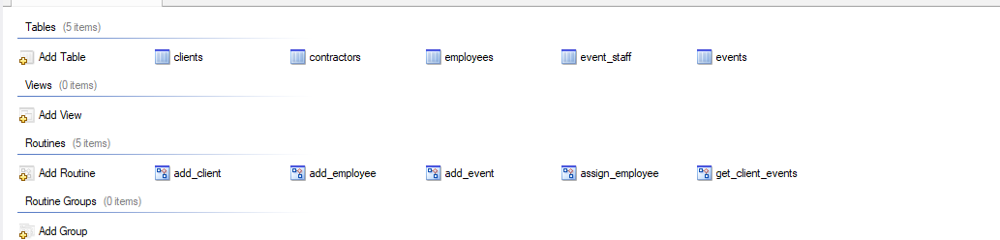 Tables (5 items)
Add Table clients contractors employees event_staff events
Views (0 items)
Add View
Routines (5 items)
Add Routine add_client add_employee add_event assign_employee get_client_events
Routine Groups (0 items)
Add Group